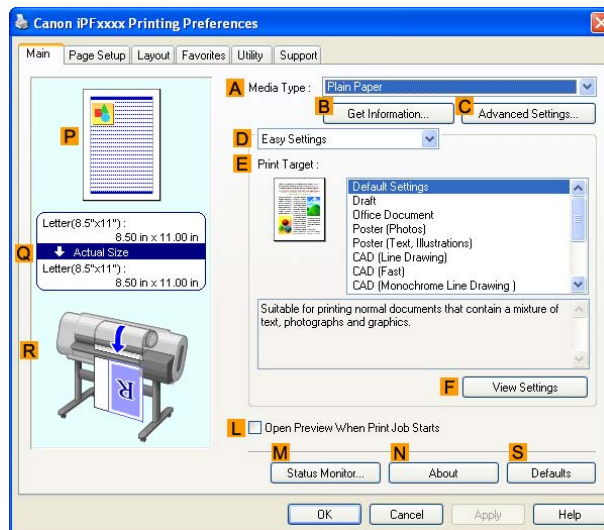 Canon iPFxxxx Printing Preferences
Main Page Setup Layout Favorites Utility Support
A Media Type : Plain Paper
B Get Information... C Advanced Settings...
D Easy Settings
E Print Target :
Default Settings
Draft
Office Document
Poster (Photos)
Poster (Text, Illustrations)
CAD (Line Drawing)
CAD (Fast)
CAD (Monochrome Line Drawing )
Suitable for printing normal documents that contain a mixture of
text, photographs and graphics.
F View Settings
P
Letter(8.5"x11") :
8.50 in x 11.00 in
Q Actual Size
Letter(8.5"x11") :
8.50 in x 11.00 in
R
R
L Open Preview When Print Job Starts
M Status Monitor... N About S Defaults
OK Cancel Apply Help